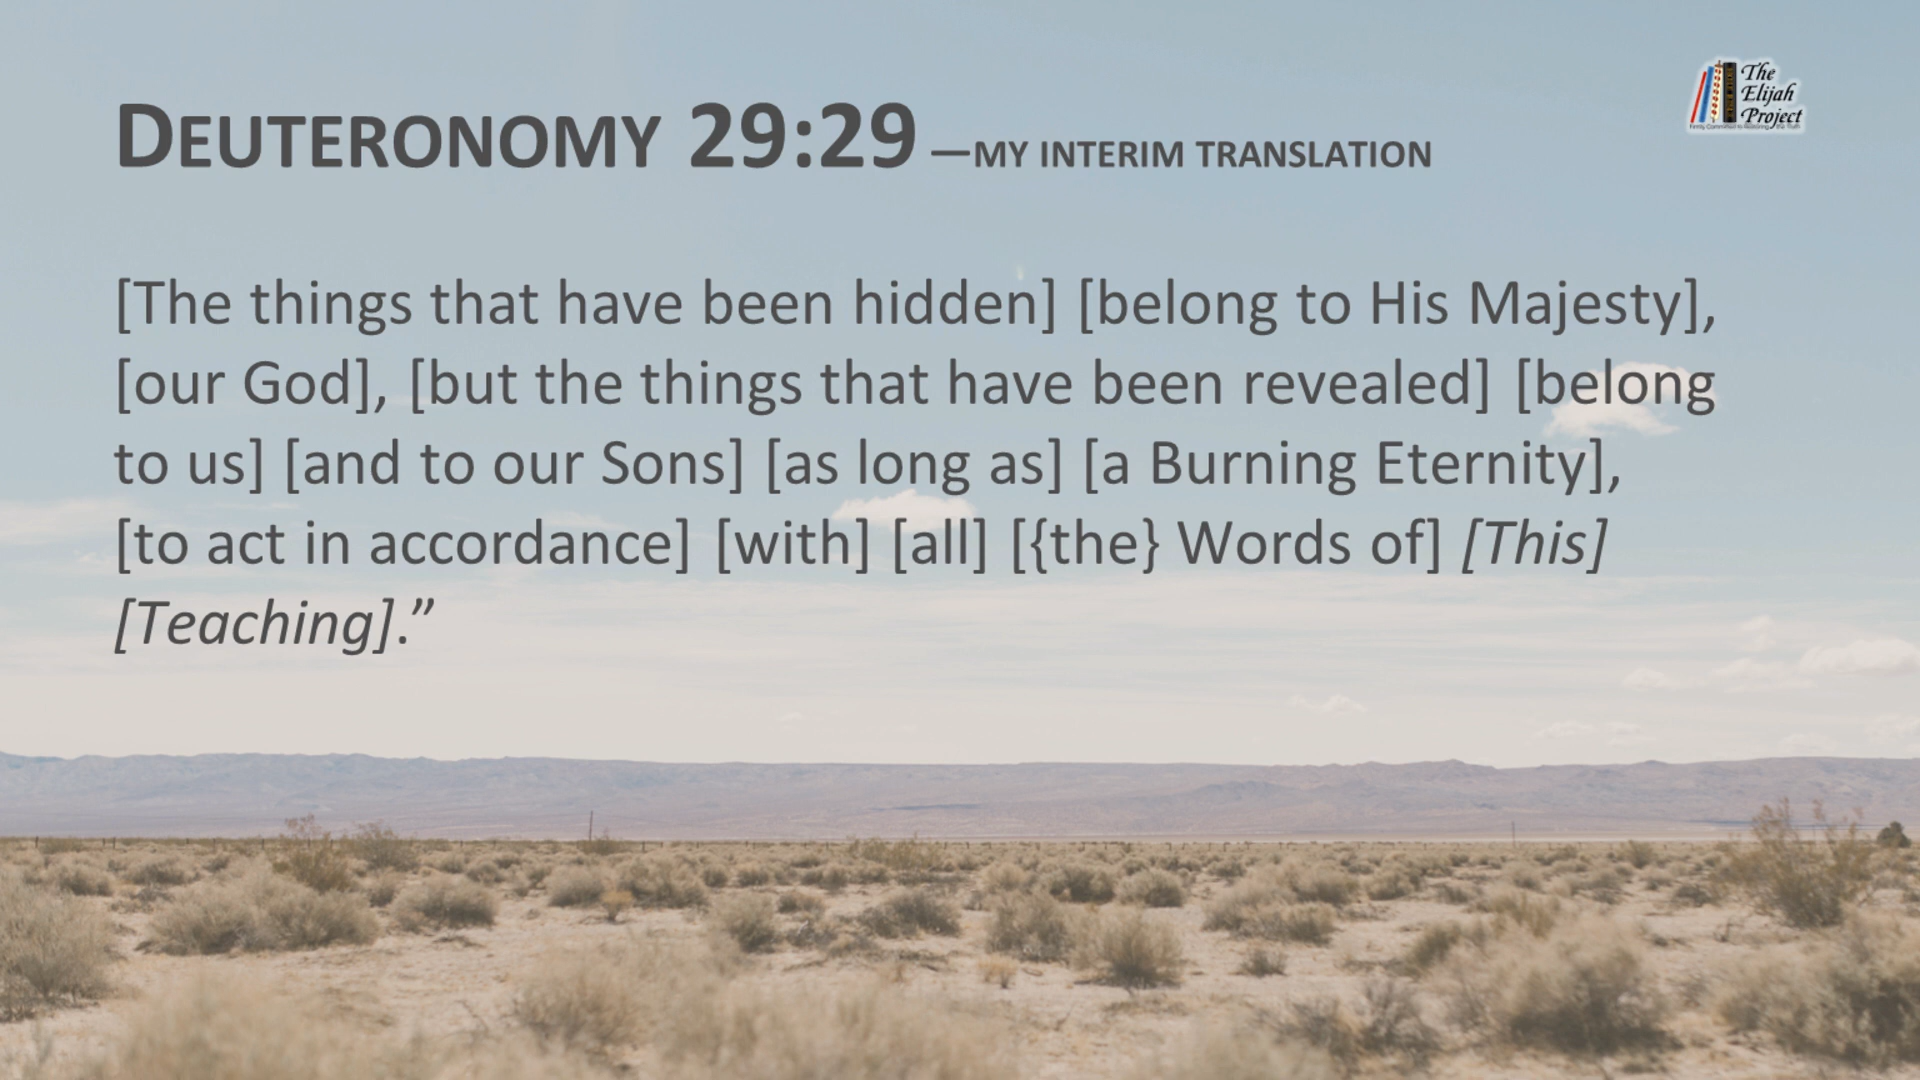 DEUTERONOMY 29:29 —MY INTERIM TRANSLATION
The
Elijah
Project
[The things that have been hidden] [belong to His Majesty],
[our God], [but the things that have been revealed] [belong
to us] [and to our Sons] [as long as] [a Burning Eternity],
[to act in accordance] [with] [all] [{the} Words of] [This]
[Teaching].”